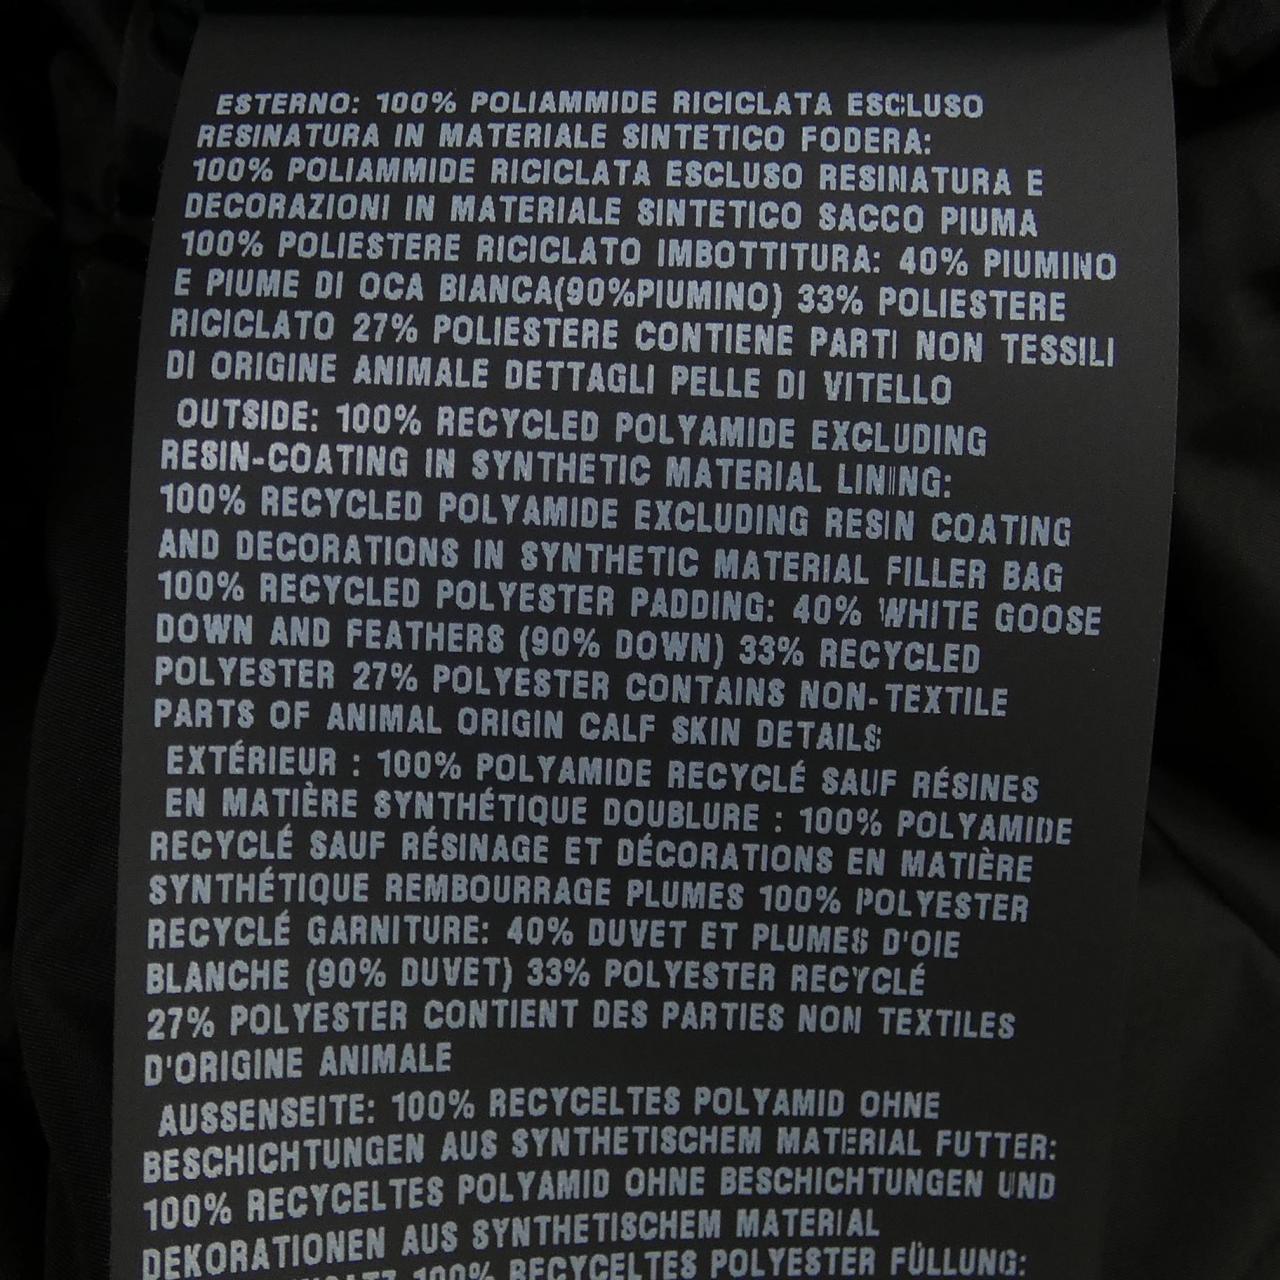 ESTERNO: 100% POLIAMMIDE RICICLATA ESCLUSO
RESINATURA IN MATERIALE SINTETICO FODERA:
100% POLIAMMIDE RICICLATA ESCLUSO RESINATURA E
DECORAZIONI IN MATERIALE SINTETICO SACCO PIUMA
100% POLIESTERE RICICLATO IMBOTTITURA: 40% PIUMINO
E PIUME DI OCA BIANCA(90%PIUMINO) 33% POLIESTERE
RICICLATO 27% POLIESTERE CONTIENE PARTI NON TESSILI
DI ORIGINE ANIMALE DETTAGLI PELLE DI VITELLO
OUTSIDE: 100% RECYCLED POLYAMIDE EXCLUDING
RESIN-COATING IN SYNTHETIC MATERIAL LINING:
100% RECYCLED POLYAMIDE EXCLUDING RESIN COATING
AND DECORATIONS IN SYNTHETIC MATERIAL FILLER BAG
100% RECYCLED POLYESTER PADDING: 40% WHITE GOOSE
DOWN AND FEATHERS (90% DOWN) 33% RECYCLED
POLYESTER 27% POLYESTER CONTAINS NON-TEXTILE
PARTS OF ANIMAL ORIGIN CALF SKIN DETAILS
EXTÉRIEUR : 100% POLYAMIDE RECYCLÉ SAUF RÉSINES
EN MATIÈRE SYNTHÉTIQUE DOUBLURE : 100% POLYAMIDE
RECYCLÉ SAUF RÉSINAGE ET DÉCORATIONS EN MATIÈRE
SYNTHÉTIQUE REMBOURRAGE PLUMES 100% POLYESTER
RECYCLÉ GARNITURE: 40% DUVET ET PLUMES D'OIE
BLANCHE (90% DUVET) 33% POLYESTER RECYCLÉ
27% POLYESTER CONTIENT DES PARTIES NON TEXTILES
D'ORIGINE ANIMALE
AUSSENSEITE: 100% RECYCELTES POLYAMID OHNE
BESCHICHTUNGEN AUS SYNTHETISCHEM MATERIAL FUTTER:
100% RECYCELTES POLYAMID OHNE BESCHICHTUNGEN UND
DEKORATIONEN AUS SYNTHETISCHEM MATERIAL
100% RECYCELTES POLYESTER FÜLLUNG: